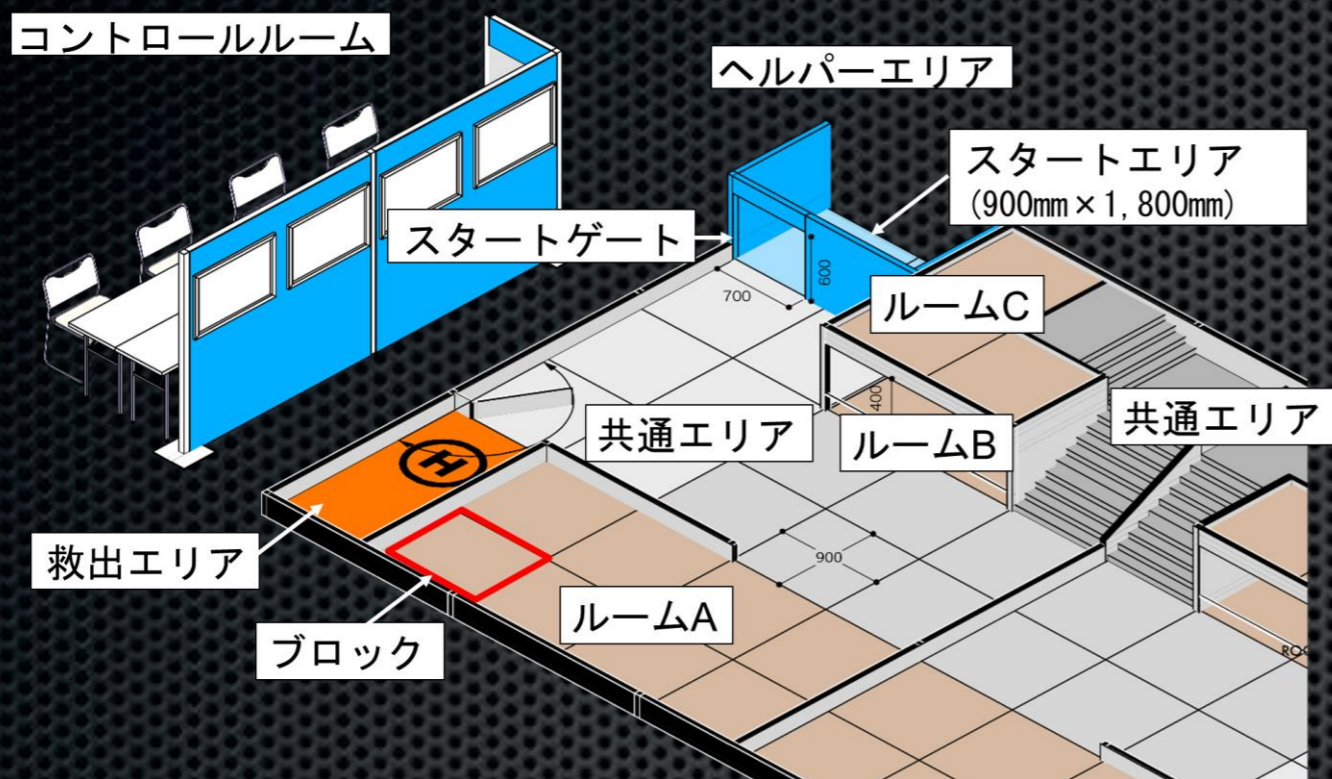 コントロールルーム
ヘルパーエリア
スタートエリア
(900mm×1,800mm)
スタートゲート
700
600
ルームC
400
共通エリア
ルームB
共通エリア
H
900
救出エリア
ルームA
ブロック